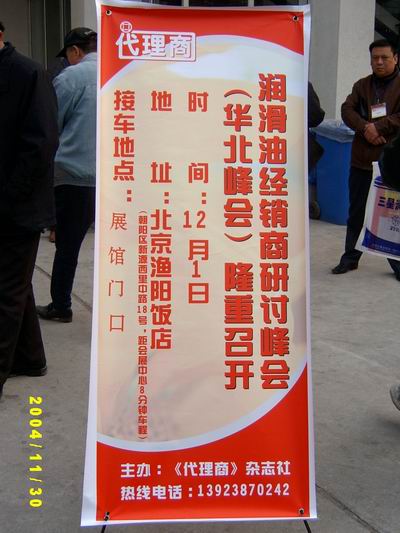 代理商
润滑油经销商研讨峰会
（华北峰会）隆重召开
时间：12月1日
地址：北京渔阳饭店
（朝阳区新源西里中路18号，距会展中心8分钟车程）
接车地点：展馆门口
主办：《代理商》杂志社
热线电话：13923870242
三星
2004/11/30